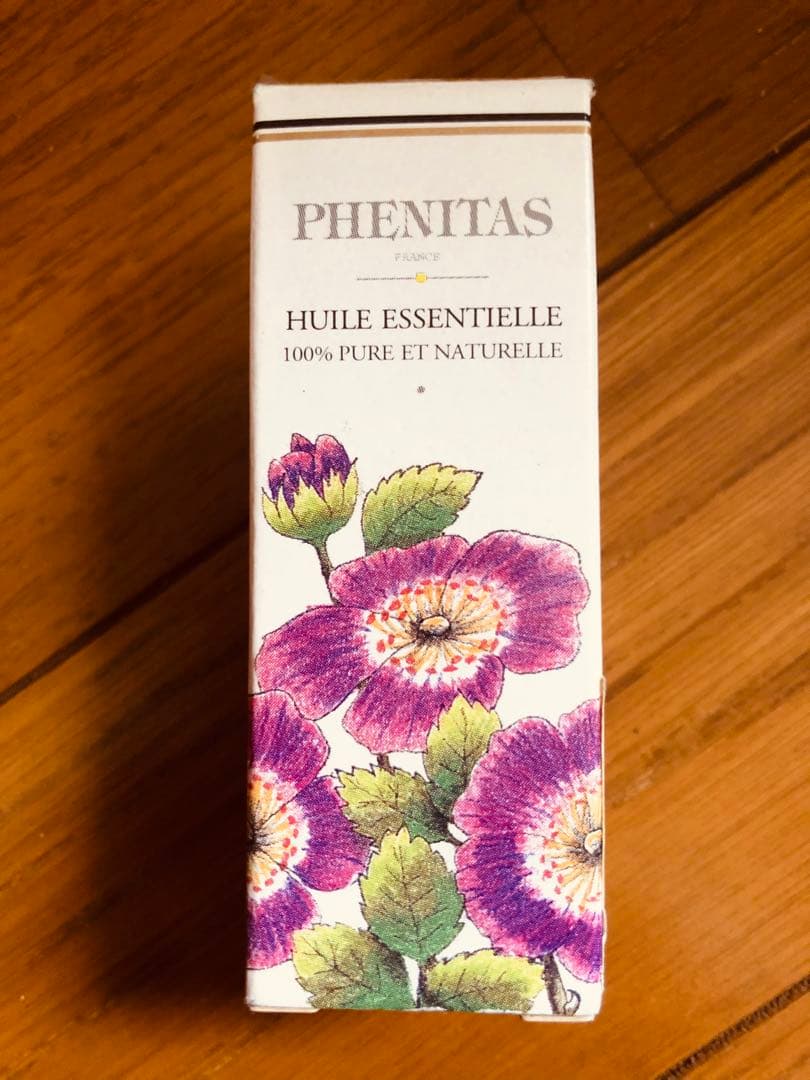 PHENITAS
FRANCE
HUILE ESSENTIELLE
100% PURE ET NATURELLE